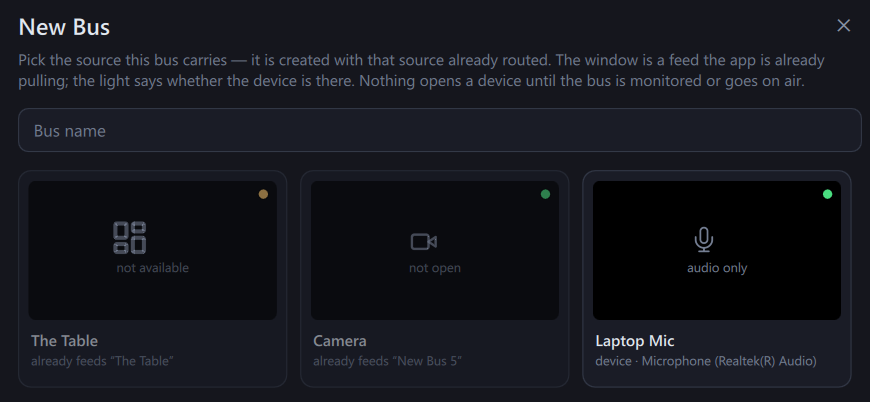 New Bus
Pick the source this bus carries — it is created with that source already routed. The window is a feed the app is already
pulling; the light says whether the device is there. Nothing opens a device until the bus is monitored or goes on air.
Bus name
not available
not open
audio only
The Table
already feeds “The Table”
Camera
already feeds “New Bus 5”
Laptop Mic
device · Microphone (Realtek(R) Audio)